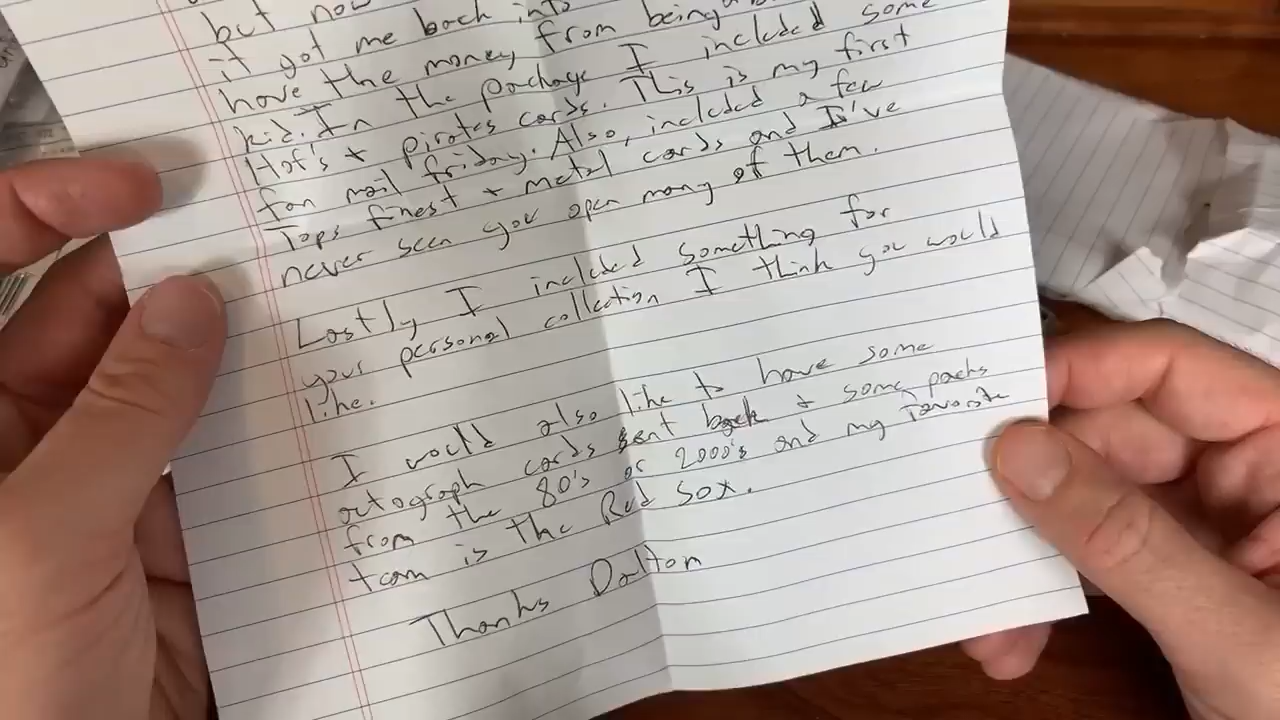 but now
it got me back into
have the money from being a
kid. In the package I included some
Hof's + pirates cards. This is my first
fan mail friday. Also, included a few
Tops finest + metal cards and I've
never seen you open many of them.
Lastly I included something for
your personal collection I think you would
like.
I would also like to have some
autograph cards sent back + some packs
from the 80's or 2000's and my favorite
team is the Red Sox.
Thanks Dalton